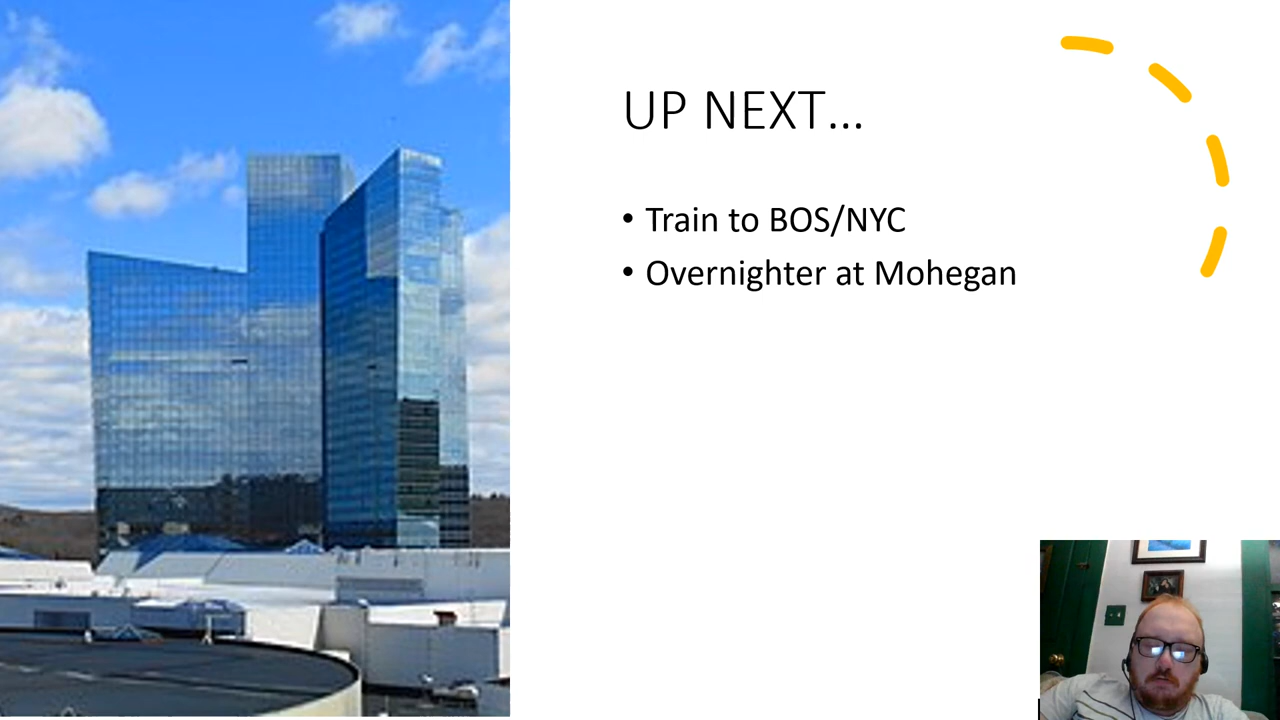 UP NEXT...
• Train to BOS/NYC
• Overnighter at Mohegan